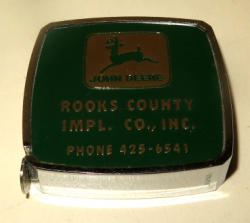 JOHN DEERE
ROOKS COUNTY
IMPL. CO., INC.
PHONE 425-6541